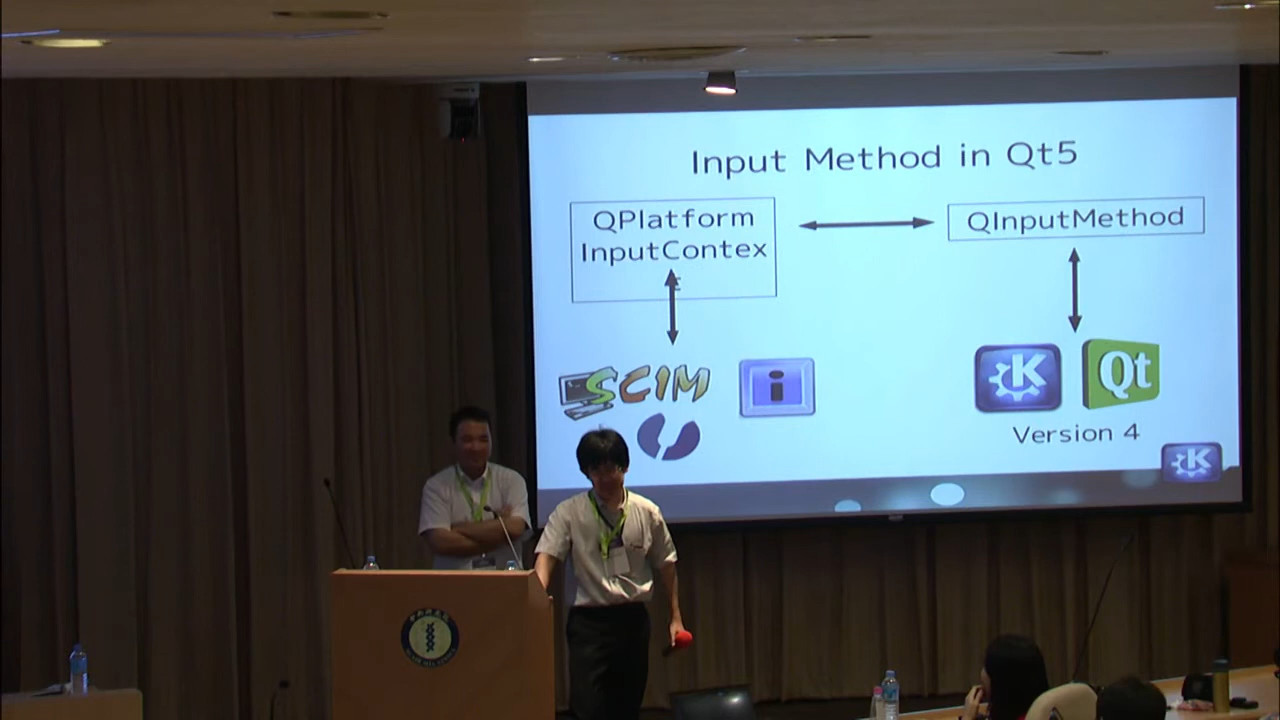 Input Method in Qt5
QPlatform
InputContex
t
QInputMethod
SCIM
i
K
Qt
Version 4
K